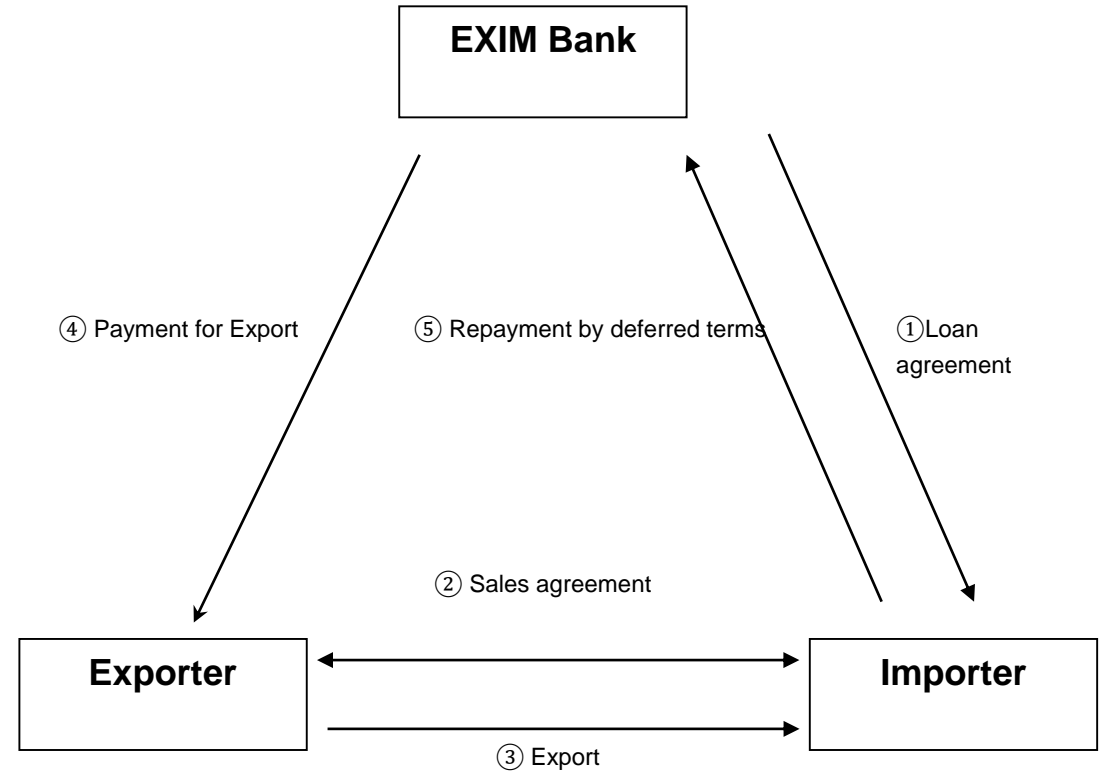 EXIM Bank
④ Payment for Export
⑤ Repayment by deferred terms
①Loan
agreement
② Sales agreement
Exporter
Importer
③ Export